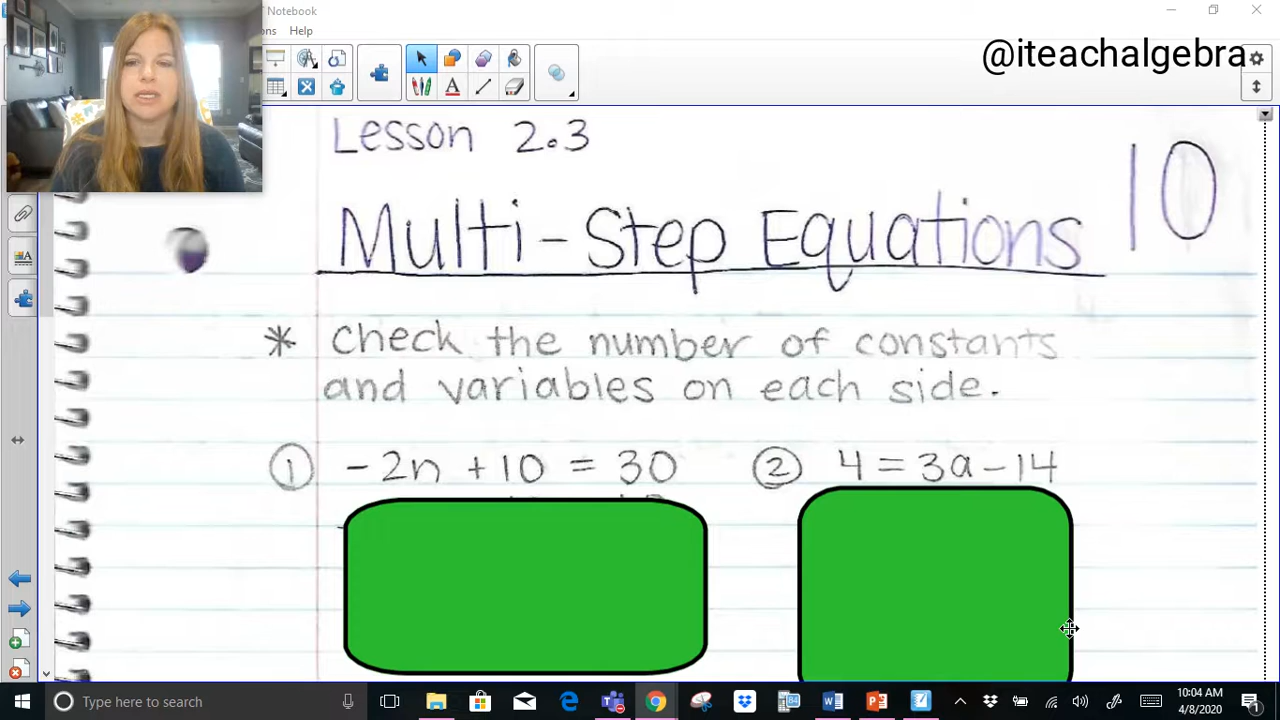 Notebook
Help
@iteachalgebra
Lesson 2.3
10
Multi-Step Equations
* Check the number of constants
and variables on each side.
① -2n +10 = 30
② 4 = 3a-14
Type here to search
10:04 AM
4/8/2020